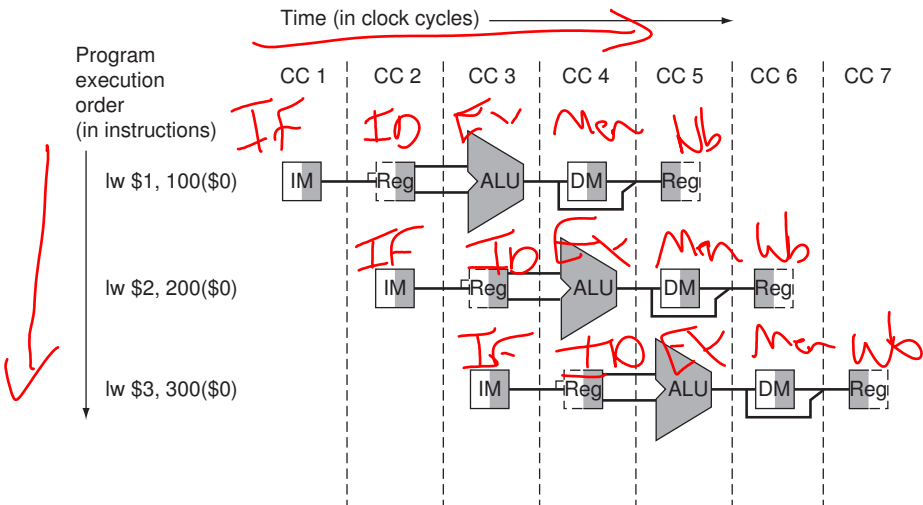 Time (in clock cycles)
Program
execution
order
(in instructions)
CC 1 CC 2 CC 3 CC 4 CC 5 CC 6 CC 7
IF ID EX Mem Wb
lw $1, 100($0) IM Reg ALU DM Reg
IF ID EX Mem Wb
lw $2, 200($0) IM Reg ALU DM Reg
IF ID EX Mem Wb
lw $3, 300($0) IM Reg ALU DM Reg